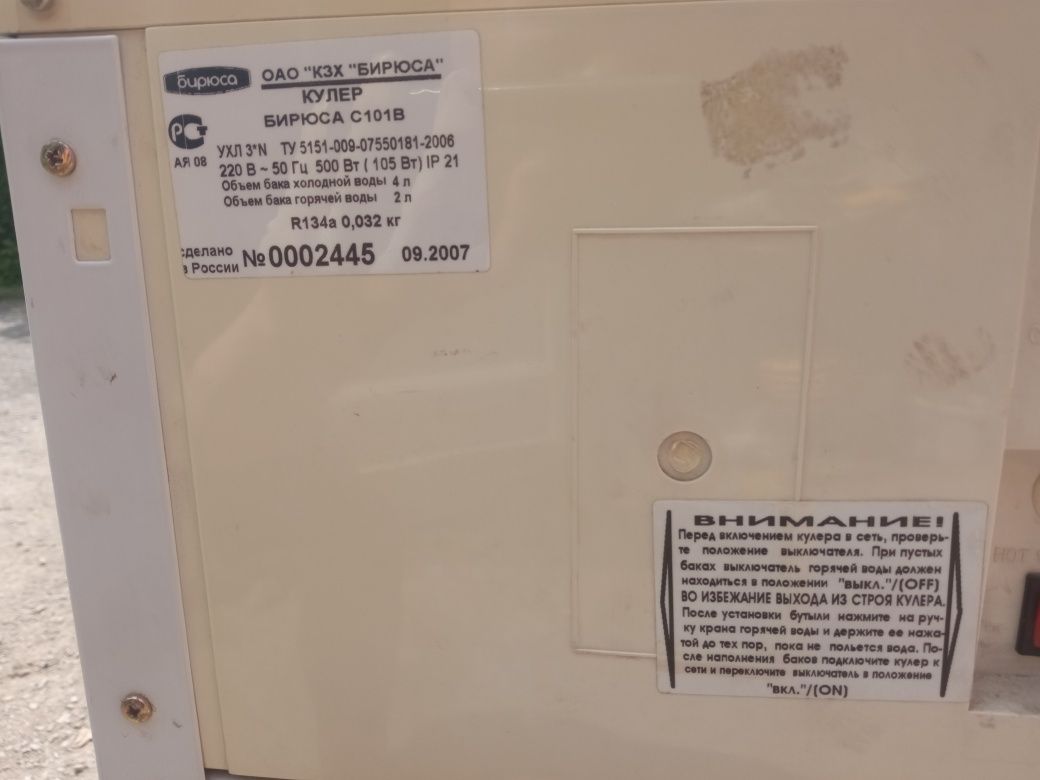 бирюса
ОАО "КЗХ "БИРЮСА"
КУЛЕР
БИРЮСА С101В
РСТ
АЯ 08
УХЛ 3*N ТУ 5151-009-07550181-2006
220 В ~ 50 Гц 500 Вт ( 105 Вт) IP 21
Объем бака холодной воды 4 л
Объем бака горячей воды 2 л
R134a 0,032 кг
сделано
в России
№0002445 09.2007
ВНИМАНИЕ!
Перед включением кулера в сеть, проверь-
те положение выключателя. При пустых
баках выключатель горячей воды должен
находиться в положении "выкл."/(OFF)
ВО ИЗБЕЖАНИЕ ВЫХОДА ИЗ СТРОЯ КУЛЕРА.
После установки бутыли нажмите на руч-
ку крана горячей воды и держите ее нажа-
той до тех пор, пока не польется вода. По-
сле наполнения баков подключите кулер к
сети и переключите выключатель в положение
"вкл."/(ON)
HOT